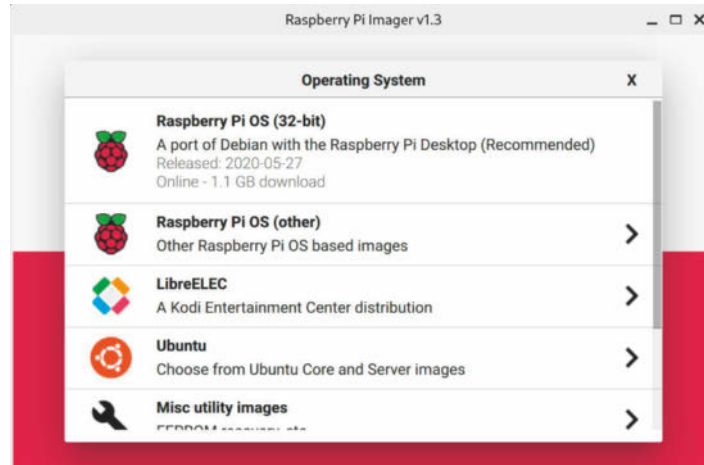 Raspberry Pi Imager v1.3
Operating System X
Raspberry Pi OS (32-bit)
A port of Debian with the Raspberry Pi Desktop (Recommended)
Released: 2020-05-27
Online - 1.1 GB download
Raspberry Pi OS (other)
Other Raspberry Pi OS based images
LibreELEC
A Kodi Entertainment Center distribution
Ubuntu
Choose from Ubuntu Core and Server images
Misc utility images